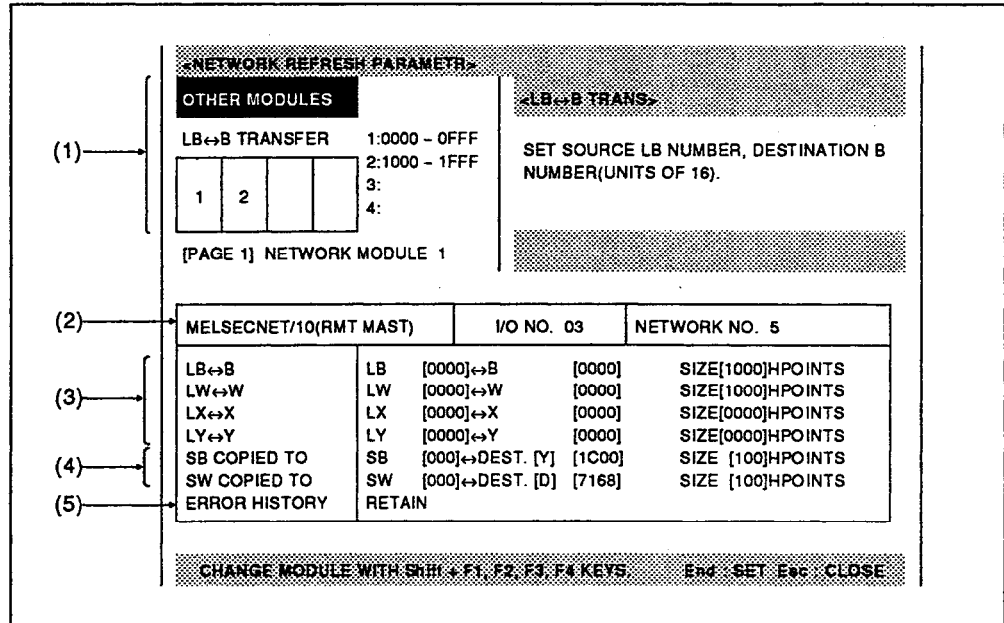 <NETWORK REFRESH PARAMETR>
OTHER MODULES
<LB↔B TRANS>
(1)
LB↔B TRANSFER
1:0000 – 0FFF
2:1000 – 1FFF
3:
4:
1 2
SET SOURCE LB NUMBER, DESTINATION B
NUMBER(UNITS OF 16).
[PAGE 1] NETWORK MODULE 1
(2)
MELSECNET/10(RMT MAST) I/O NO. 03 NETWORK NO. 5
(3)
LB↔B LB [0000]↔B [0000] SIZE[1000]HPOINTS
LW↔W LW [0000]↔W [0000] SIZE[1000]HPOINTS
LX↔X LX [0000]↔X [0000] SIZE[0000]HPOINTS
LY↔Y LY [0000]↔Y [0000] SIZE[0000]HPOINTS
(4)
SB COPIED TO SB [000]↔DEST. [Y] [1C00] SIZE [100]HPOINTS
SW COPIED TO SW [000]↔DEST. [D] [7168] SIZE [100]HPOINTS
(5)
ERROR HISTORY RETAIN
CHANGE MODULE WITH Shift + F1, F2, F3, F4 KEYS. End : SET Esc : CLOSE